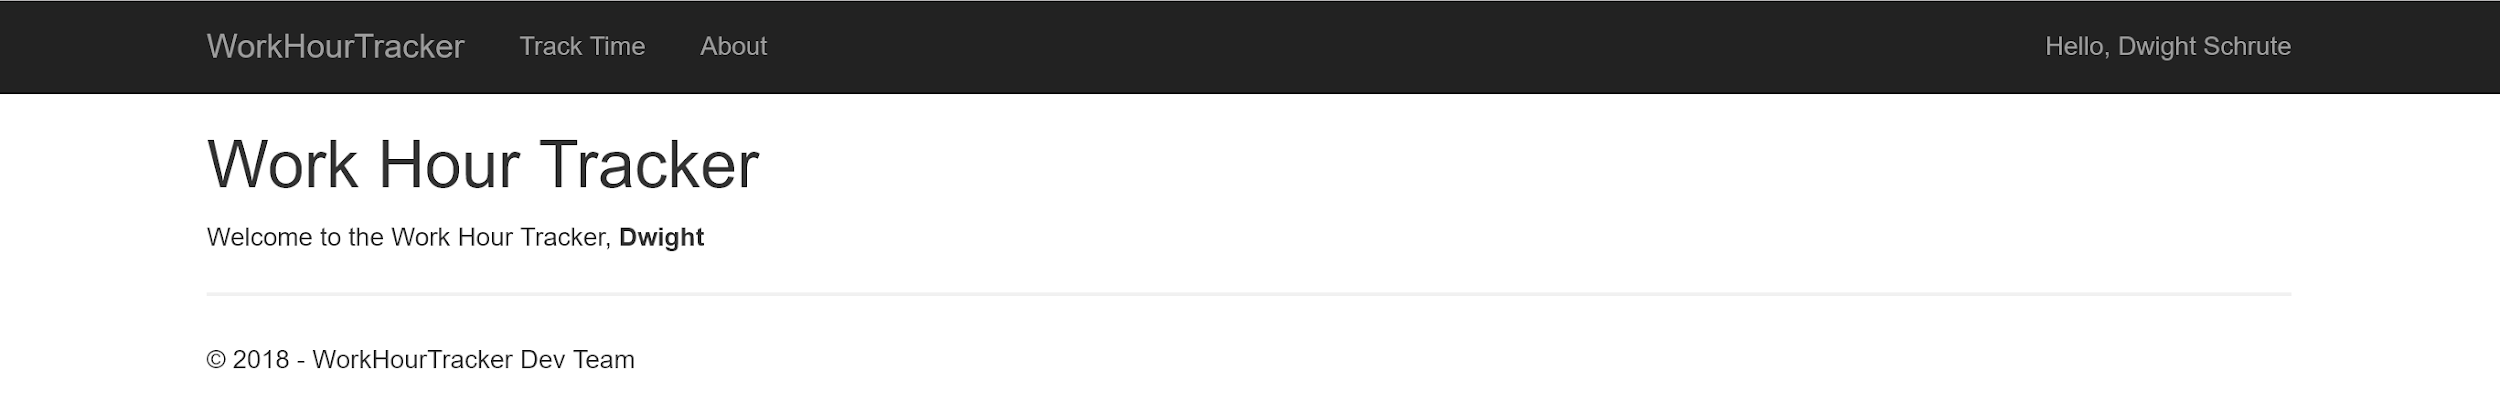 WorkHourTracker Track Time About Hello, Dwight Schrute
Work Hour Tracker
Welcome to the Work Hour Tracker, Dwight
© 2018 - WorkHourTracker Dev Team